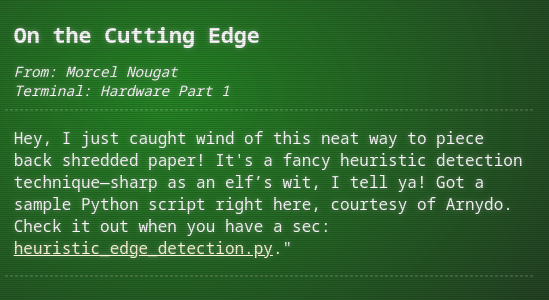 On the Cutting Edge
From: Morcel Nougat
Terminal: Hardware Part 1
Hey, I just caught wind of this neat way to piece
back shredded paper! It's a fancy heuristic detection
technique—sharp as an elf’s wit, I tell ya! Got a
sample Python script right here, courtesy of Arnydo.
Check it out when you have a sec:
heuristic_edge_detection.py."